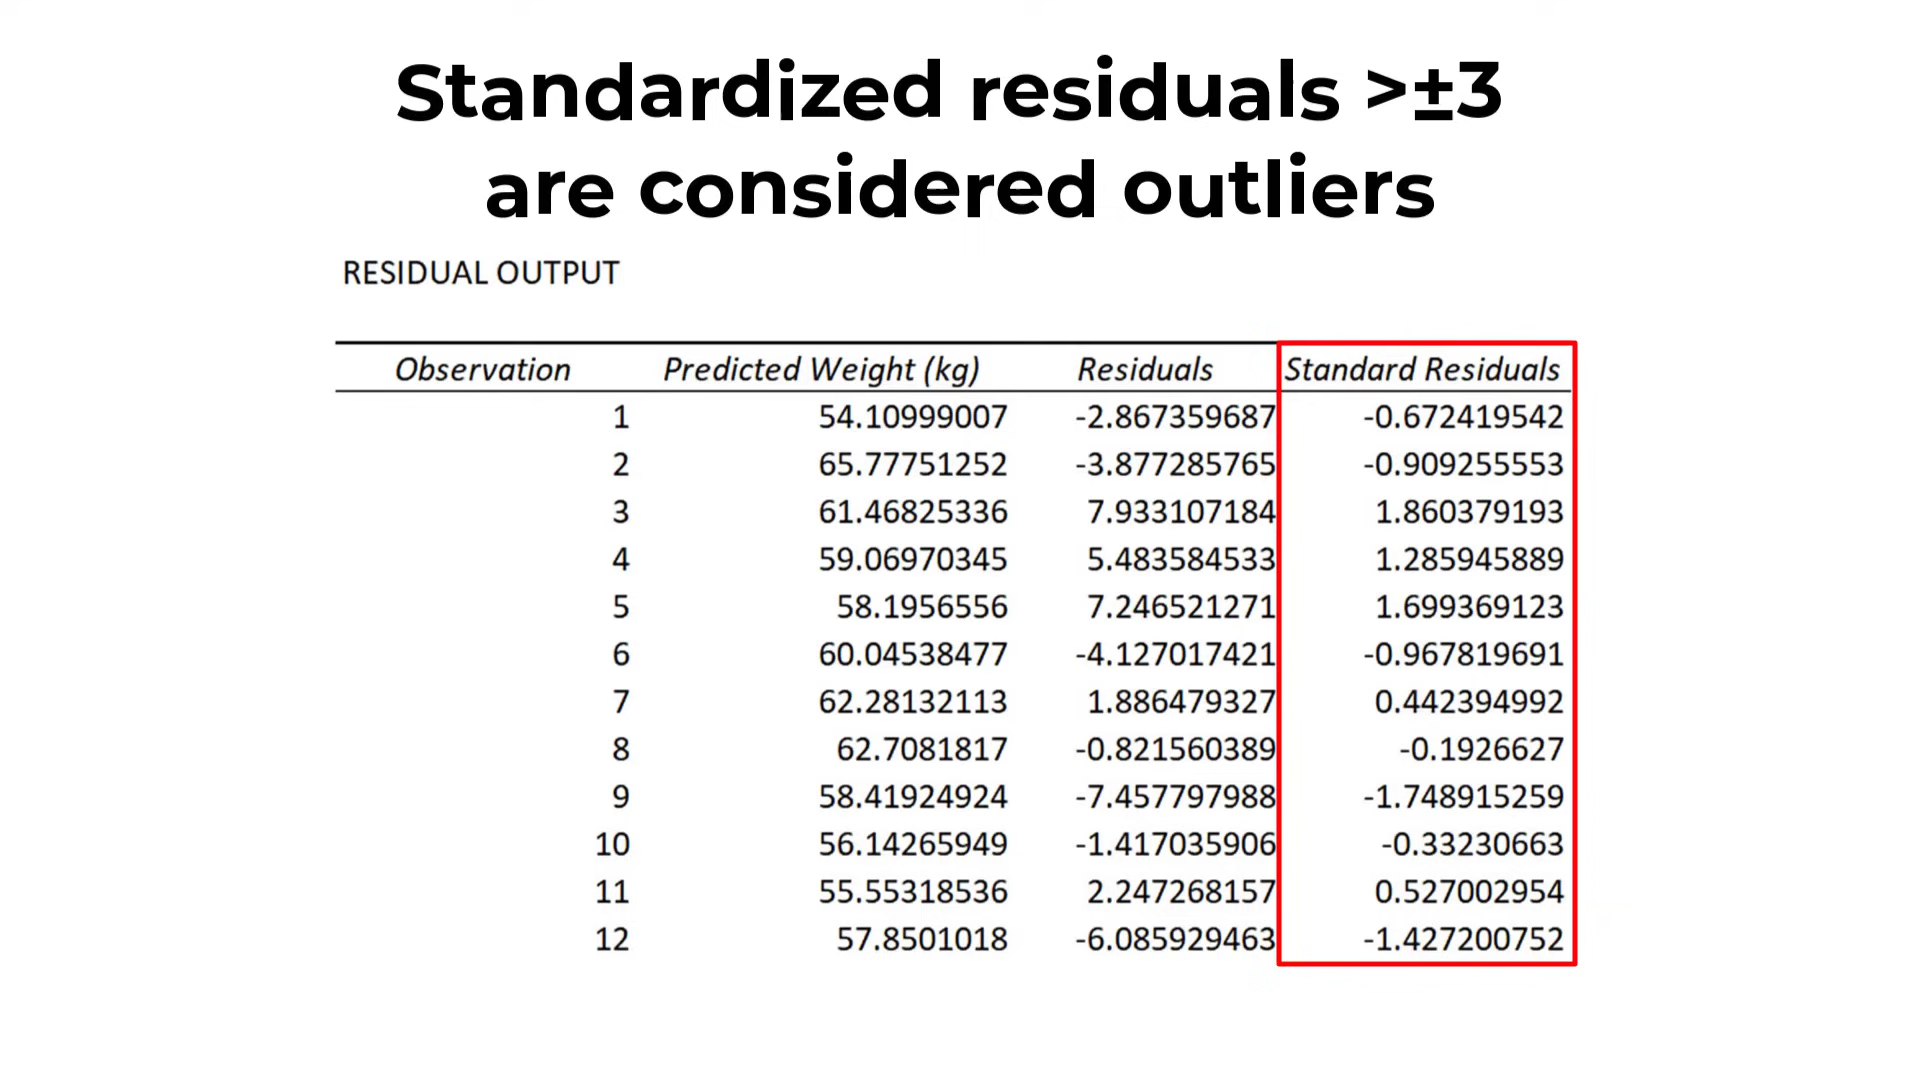 Standardized residuals >±3
are considered outliers
RESIDUAL OUTPUT
Observation Predicted Weight (kg) Residuals Standard Residuals
1 54.10999007 -2.867359687 -0.672419542
2 65.77751252 -3.877285765 -0.909255553
3 61.46825336 7.933107184 1.860379193
4 59.06970345 5.483584533 1.285945889
5 58.1956556 7.246521271 1.699369123
6 60.04538477 -4.127017421 -0.967819691
7 62.28132113 1.886479327 0.442394992
8 62.7081817 -0.821560389 -0.1926627
9 58.41924924 -7.457797988 -1.748915259
10 56.14265949 -1.417035906 -0.33230663
11 55.55318536 2.247268157 0.527002954
12 57.8501018 -6.085929463 -1.427200752